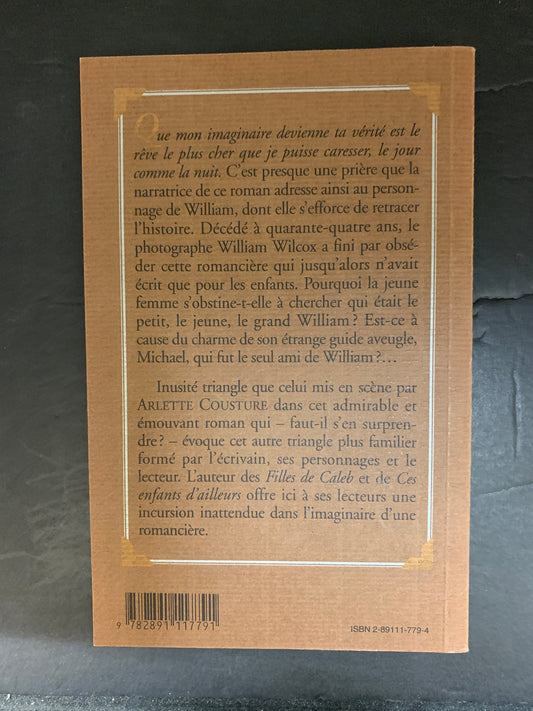 Que mon imaginaire devienne ta vérité est le
rêve le plus cher que je puisse caresser, le jour
comme la nuit. C'est presque une prière que la
narratrice de ce roman adresse ainsi au person-
nage de William, dont elle s'efforce de retracer
l'histoire. Décédé à quarante-quatre ans, le
photographe William Wilcox a fini par obsé-
der cette romancière qui jusqu'alors n'avait
écrit que pour les enfants. Pourquoi la jeune
femme s'obstine-t-elle à chercher qui était le
petit, le jeune, le grand William ? Est-ce à
cause du charme de son étrange guide aveugle,
Michael, qui fut le seul ami de William ?…
Inusité triangle que celui mis en scène par
ARLETTE COUSTURE dans cet admirable et
émouvant roman qui – faut-il s'en surpren-
dre ? – évoque cet autre triangle plus familier
formé par l'écrivain, ses personnages et le
lecteur. L'auteur des Filles de Caleb et de Ces
enfants d'ailleurs offre ici à ses lecteurs une
incursion inattendue dans l'imaginaire d'une
romancière.
9 782891 117791
ISBN 2-89111-779-4